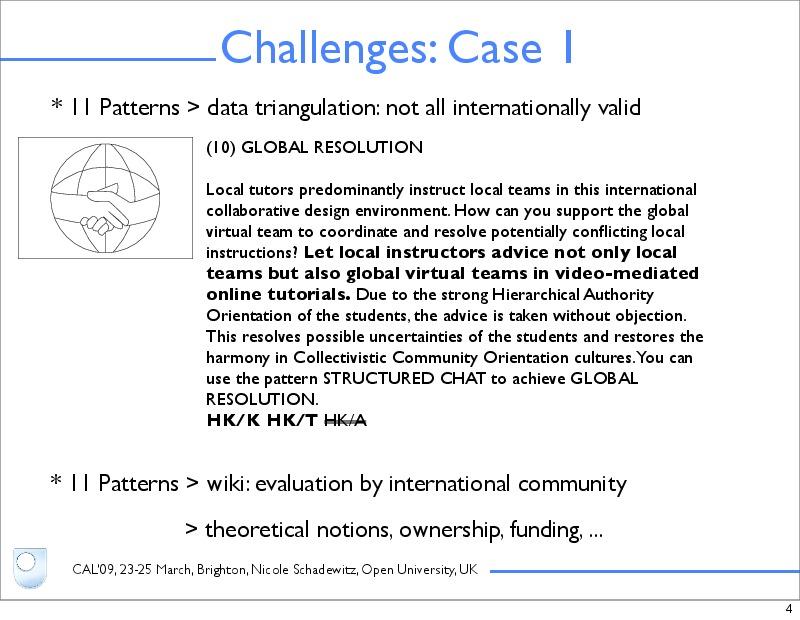 Challenges: Case 1
* 11 Patterns > data triangulation: not all internationally valid
(10) GLOBAL RESOLUTION
Local tutors predominantly instruct local teams in this international
collaborative design environment. How can you support the global
virtual team to coordinate and resolve potentially conflicting local
instructions? Let local instructors advice not only local
teams but also global virtual teams in video-mediated
online tutorials. Due to the strong Hierarchical Authority
Orientation of the students, the advice is taken without objection.
This resolves possible uncertainties of the students and restores the
harmony in Collectivistic Community Orientation cultures. You can
use the pattern STRUCTURED CHAT to achieve GLOBAL
RESOLUTION.
HK/K HK/T HK/A
* 11 Patterns > wiki: evaluation by international community
> theoretical notions, ownership, funding, ...
CAL'09, 23-25 March, Brighton, Nicole Schadewitz, Open University, UK
4